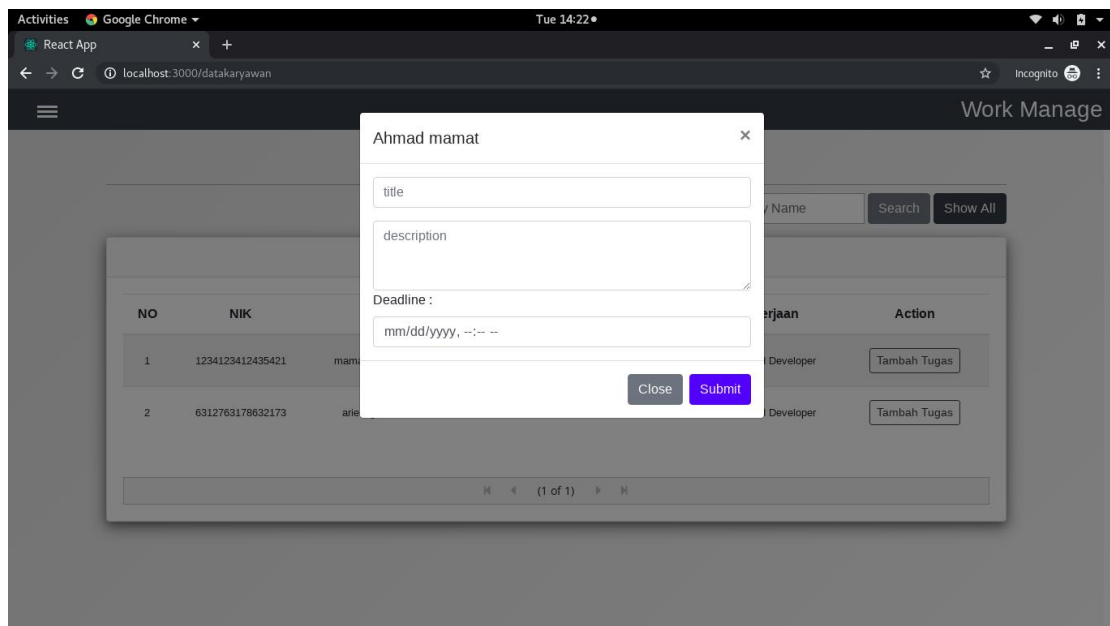 Activities Google Chrome Tue 14:22
React App
localhost:3000/datakaryawan Incognito
Work Manage
Ahmad mamat ×
title
Name Search Show All
description
Deadline :
NO NIK Action
mm/dd/yyyy, --:-- --
1 1234123412435421 Developer Tambah Tugas
Close Submit
2 6312763178632173 Developer Tambah Tugas
(1 of 1)